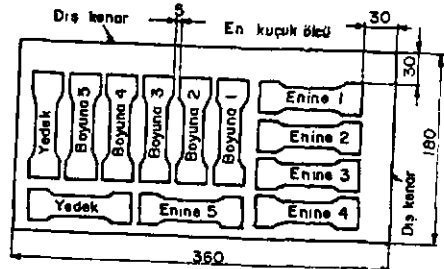 Dış kenar
5
En küçük ölçü
30
30
180
Yedek
Boyuna 5
Boyuna 4
Boyuna 3
Boyuna 2
Boyuna 1
Enine 1
Enine 2
Enine 3
Enine 4
Yedek
Enine 5
Dış kenar
360